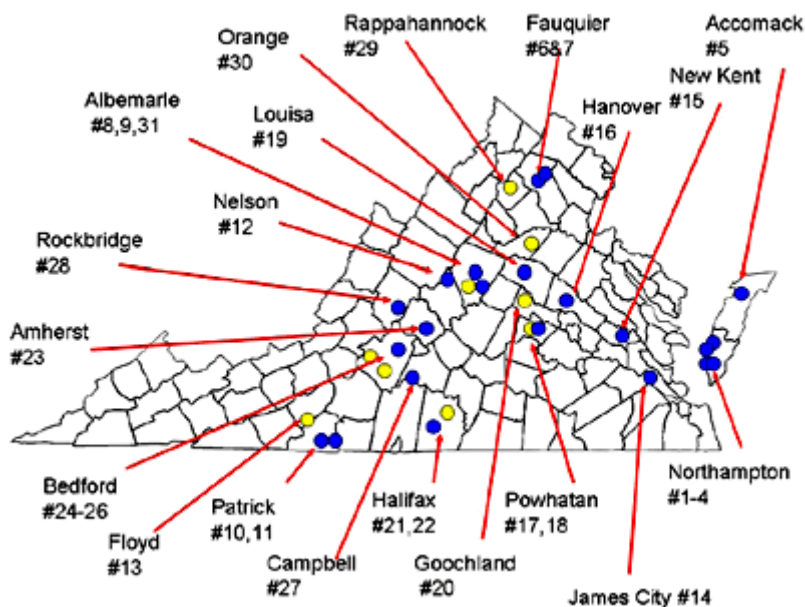 Rappahannock
#29
Fauquier
#6&7
Accomack
#5
Orange
#30
New Kent
#15
Albemarle
#8,9,31
Louisa
#19
Hanover
#16
Nelson
#12
Rockbridge
#28
Amherst
#23
Bedford
#24-26
Floyd
#13
Patrick
#10,11
Campbell
#27
Halifax
#21,22
Goochland
#20
Powhatan
#17,18
Northampton
#1-4
James City #14